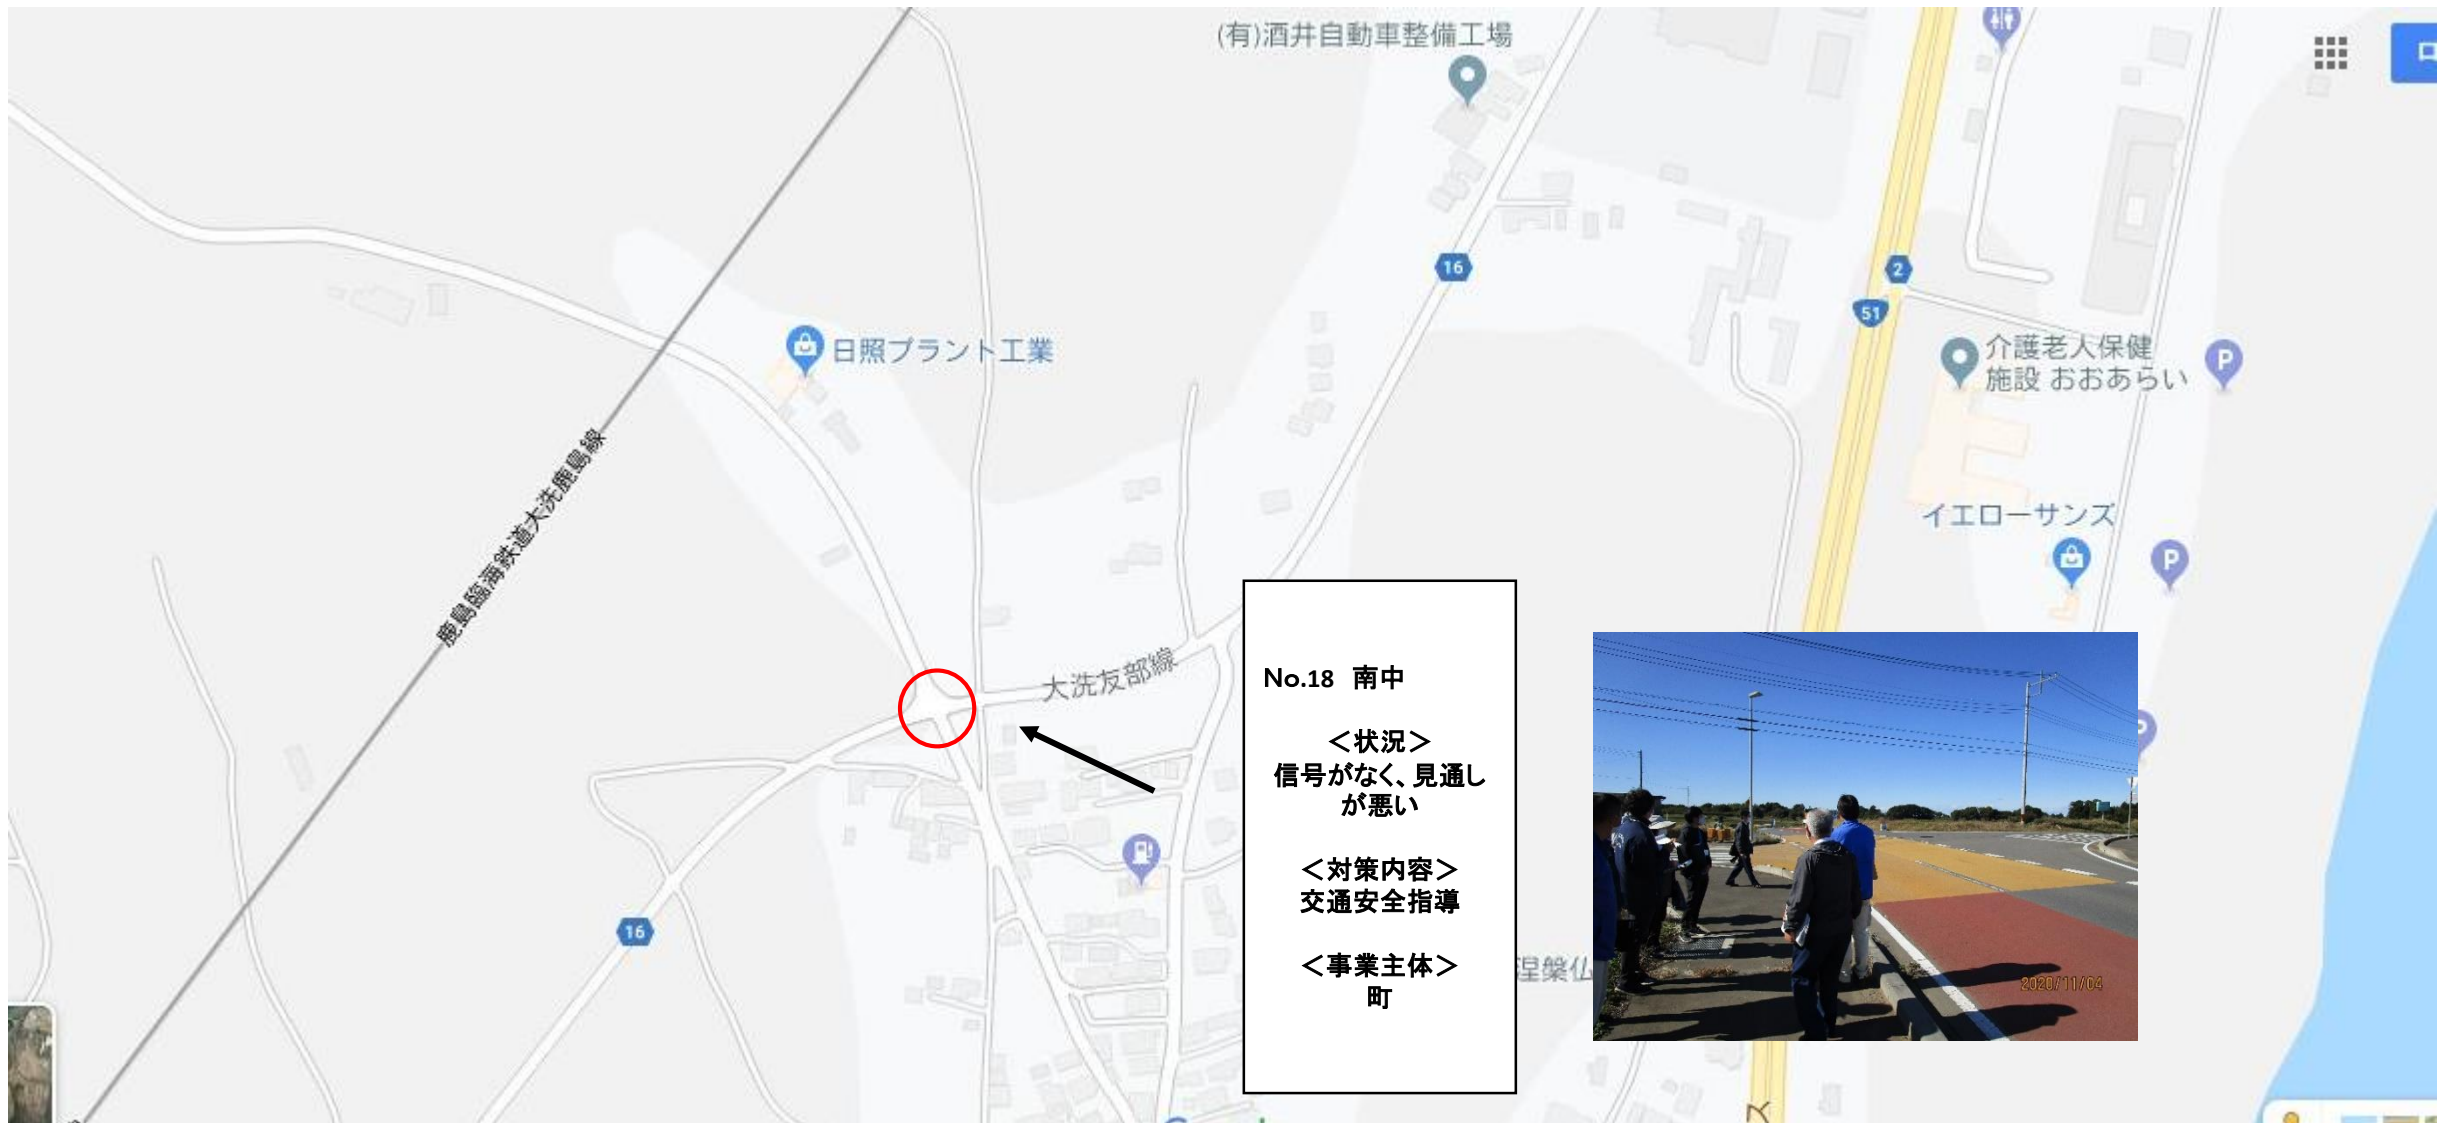 (有)酒井自動車整備工場
16
2
51
日照プラント工業
介護老人保健
施設 おおあらい
P
鹿島臨海鉄道大洗鹿島線
イエローサンズ
P
大洗友部線
No.18 南中
＜状況＞
信号がなく、見通し
が悪い
＜対策内容＞
交通安全指導
＜事業主体＞
町
16
涅槃仏
2020/11/04